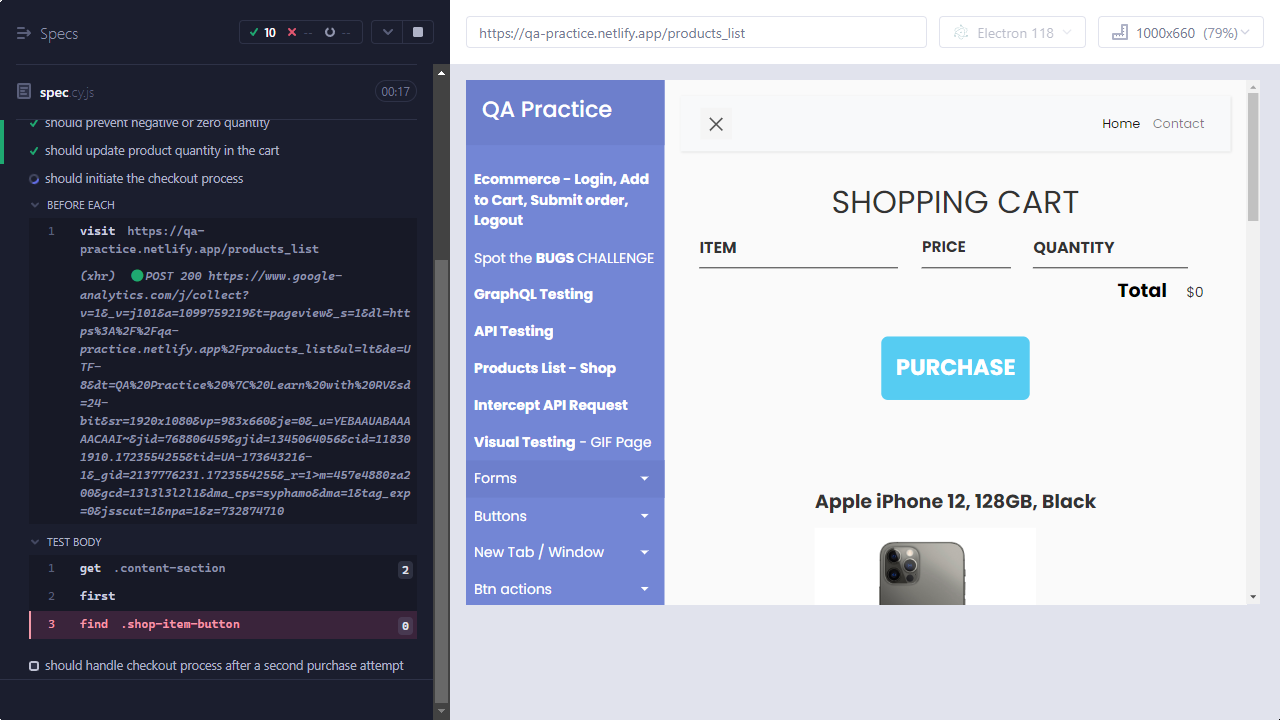 Specs
10
--
--
https://qa-practice.netlify.app/products_list
Electron 118
1000x660 (79%)
spec.cy.js
00:17
should prevent negative or zero quantity
should update product quantity in the cart
should initiate the checkout process
BEFORE EACH
1 visit https://qa-
practice.netlify.app/products_list
(xhr) POST 200 https://www.google-
analytics.com/j/collect?
v=1&_v=j101&a=1099759219&t=pageview&_s=1&dl=htt
ps%3A%2F%2Fqa-
practice.netlify.app%2Fproducts_list&ul=lt&de=U
TF-
8&dt=QA%20Practice%20%7C%20Learn%20with%20RV&sd
=24-
bit&sr=1920x1080&vp=983x660&je=0&_u=YEBAAUABAAA
AACAAI~&jid=768806459&gjid=1345064056&cid=11830
1910.1723554255&tid=UA-173643216-
1&_gid=2137776231.1723554255&_r=1>m=457e4880za2
00&gcd=13l3l3l2l1&dma_cps=syphamo&dma=1&tag_exp
=0&jsscut=1&npa=1&z=732874710
TEST BODY
1 get .content-section 2
2 first
3 find .shop-item-button 0
should handle checkout process after a second purchase attempt
QA Practice
Ecommerce - Login, Add
to Cart, Submit order,
Logout
Spot the BUGS CHALLENGE
GraphQL Testing
API Testing
Products List - Shop
Intercept API Request
Visual Testing - GIF Page
Forms
Buttons
New Tab / Window
Btn actions
Home Contact
SHOPPING CART
ITEM PRICE QUANTITY
Total $0
PURCHASE
Apple iPhone 12, 128GB, Black